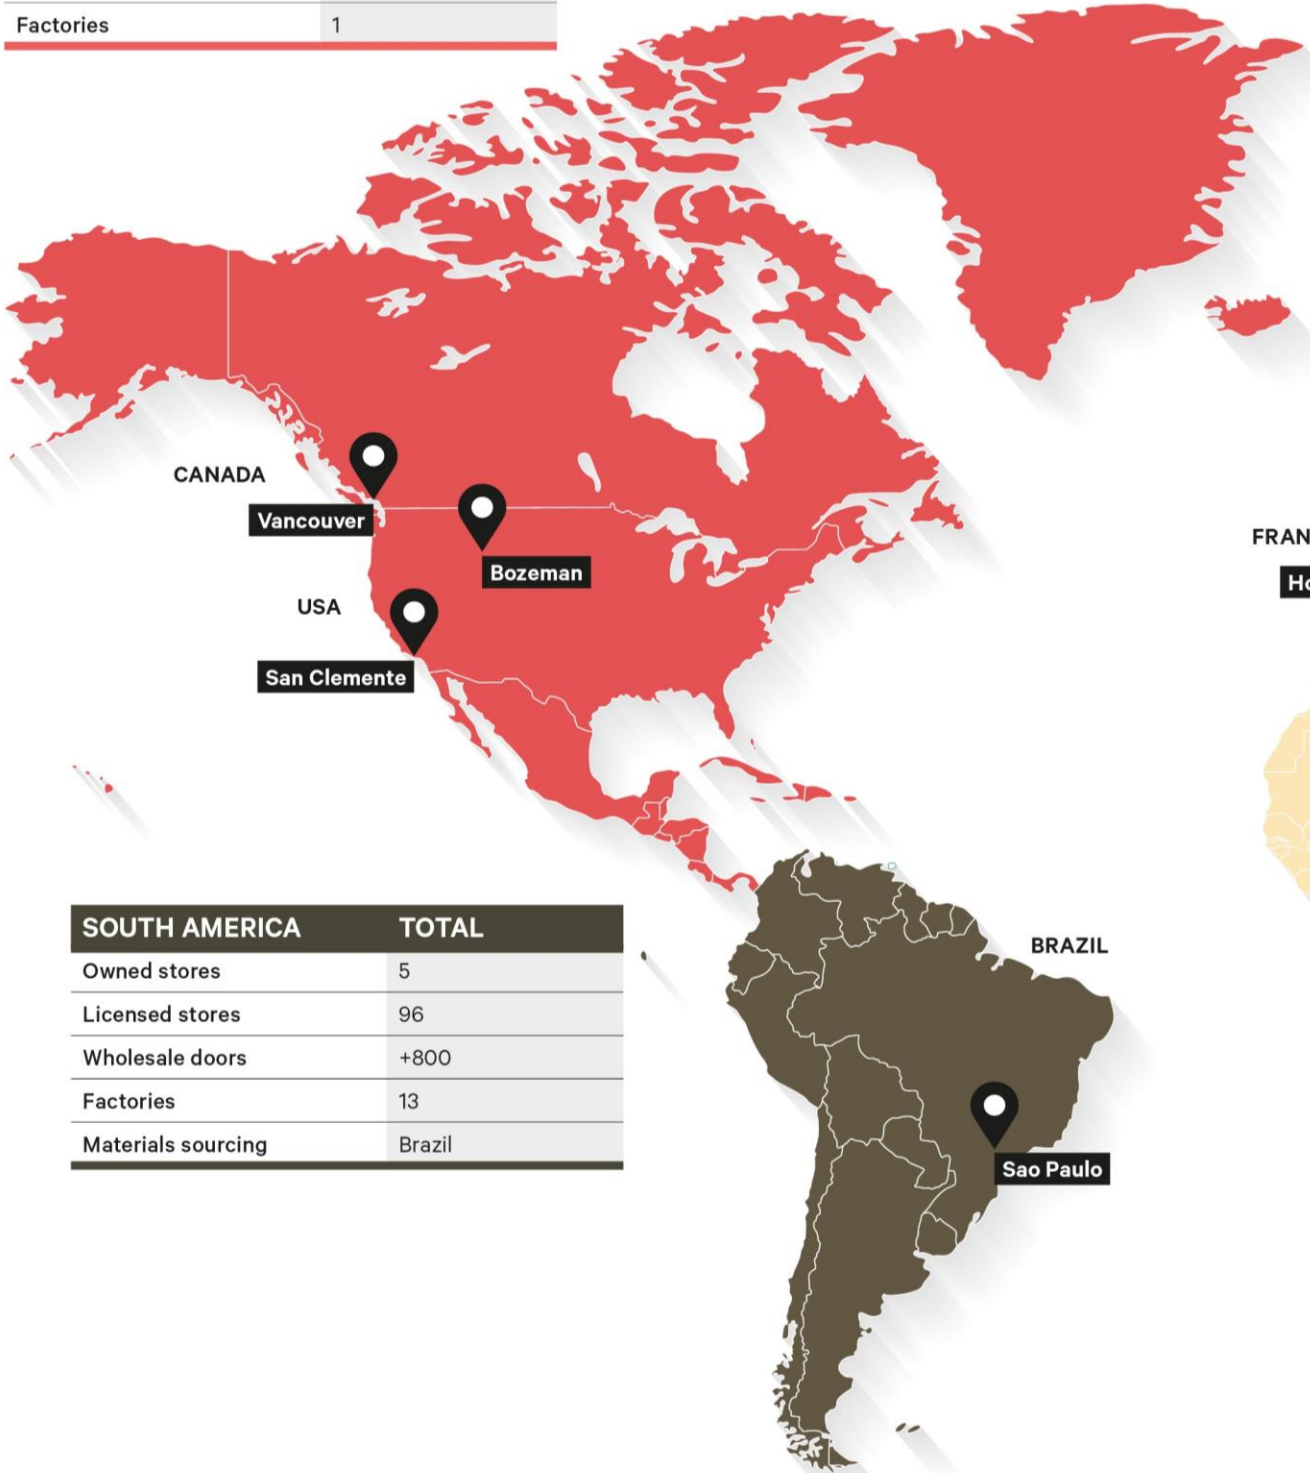 Factories 1
CANADA
Vancouver
Bozeman
FRAN
Ho
USA
San Clemente
SOUTH AMERICA TOTAL
Owned stores 5
Licensed stores 96
Wholesale doors +800
Factories 13
Materials sourcing Brazil
BRAZIL
Sao Paulo